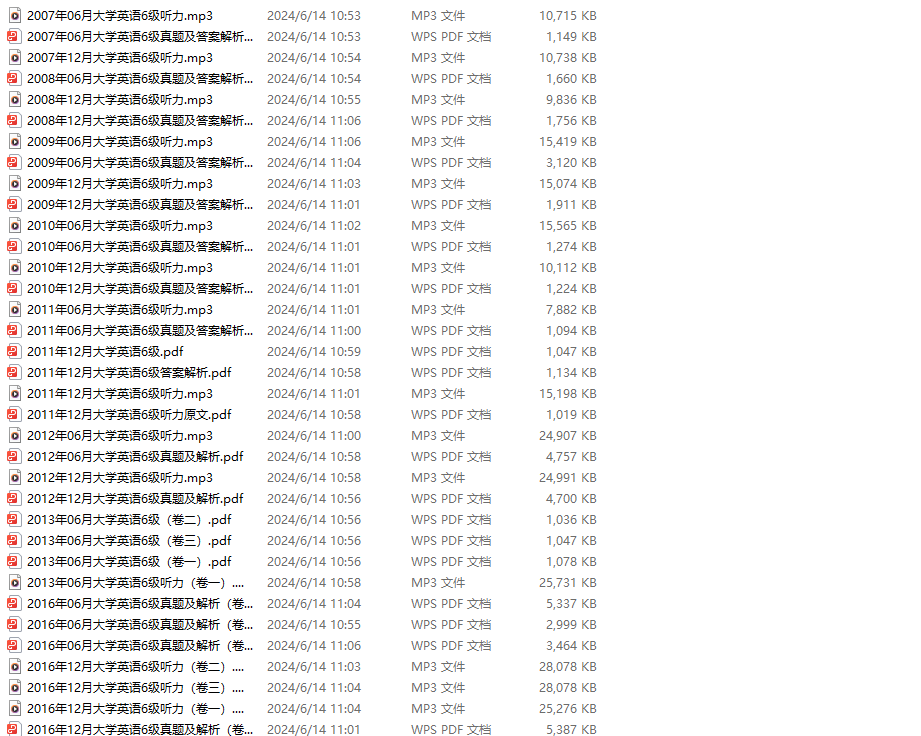 2007年06月大学英语6级听力.mp3 2024/6/14 10:53 MP3 文件 10,715 KB
2007年06月大学英语6级真题及答案解析... 2024/6/14 10:53 WPS PDF 文档 1,149 KB
2007年12月大学英语6级听力.mp3 2024/6/14 10:54 MP3 文件 10,738 KB
2008年06月大学英语6级真题及答案解析... 2024/6/14 10:54 WPS PDF 文档 1,660 KB
2008年12月大学英语6级听力.mp3 2024/6/14 10:55 MP3 文件 9,836 KB
2008年12月大学英语6级真题及答案解析... 2024/6/14 11:06 WPS PDF 文档 1,756 KB
2009年06月大学英语6级听力.mp3 2024/6/14 11:06 MP3 文件 15,419 KB
2009年06月大学英语6级真题及答案解析... 2024/6/14 11:04 WPS PDF 文档 3,120 KB
2009年12月大学英语6级听力.mp3 2024/6/14 11:03 MP3 文件 15,074 KB
2009年12月大学英语6级真题及答案解析... 2024/6/14 11:01 WPS PDF 文档 1,911 KB
2010年06月大学英语6级听力.mp3 2024/6/14 11:02 MP3 文件 15,565 KB
2010年06月大学英语6级真题及答案解析... 2024/6/14 11:01 WPS PDF 文档 1,274 KB
2010年12月大学英语6级听力.mp3 2024/6/14 11:01 MP3 文件 10,112 KB
2010年12月大学英语6级真题及答案解析... 2024/6/14 11:01 WPS PDF 文档 1,224 KB
2011年06月大学英语6级听力.mp3 2024/6/14 11:01 MP3 文件 7,882 KB
2011年06月大学英语6级真题及答案解析... 2024/6/14 11:00 WPS PDF 文档 1,094 KB
2011年12月大学英语6级.pdf 2024/6/14 10:59 WPS PDF 文档 1,047 KB
2011年12月大学英语6级答案解析.pdf 2024/6/14 10:58 WPS PDF 文档 1,134 KB
2011年12月大学英语6级听力.mp3 2024/6/14 11:01 MP3 文件 15,198 KB
2011年12月大学英语6级听力原文.pdf 2024/6/14 10:58 WPS PDF 文档 1,019 KB
2012年06月大学英语6级听力.mp3 2024/6/14 11:00 MP3 文件 24,907 KB
2012年06月大学英语6级真题及解析.pdf 2024/6/14 10:58 WPS PDF 文档 4,757 KB
2012年12月大学英语6级听力.mp3 2024/6/14 10:58 MP3 文件 24,991 KB
2012年12月大学英语6级真题及解析.pdf 2024/6/14 10:56 WPS PDF 文档 4,700 KB
2013年06月大学英语6级（卷二）.pdf 2024/6/14 10:56 WPS PDF 文档 1,036 KB
2013年06月大学英语6级（卷三）.pdf 2024/6/14 10:56 WPS PDF 文档 1,047 KB
2013年06月大学英语6级（卷一）.pdf 2024/6/14 10:56 WPS PDF 文档 1,078 KB
2013年06月大学英语6级听力（卷一）.... 2024/6/14 10:58 MP3 文件 25,731 KB
2016年06月大学英语6级真题及解析（卷... 2024/6/14 11:04 WPS PDF 文档 5,337 KB
2016年06月大学英语6级真题及解析（卷... 2024/6/14 10:55 WPS PDF 文档 2,999 KB
2016年06月大学英语6级真题及解析（卷... 2024/6/14 11:06 WPS PDF 文档 3,464 KB
2016年12月大学英语6级听力（卷二）.... 2024/6/14 11:03 MP3 文件 28,078 KB
2016年12月大学英语6级听力（卷三）.... 2024/6/14 11:04 MP3 文件 28,078 KB
2016年12月大学英语6级听力（卷一）.... 2024/6/14 11:04 MP3 文件 25,276 KB
2016年12月大学英语6级真题及解析（卷... 2024/6/14 11:01 WPS PDF 文档 5,387 KB